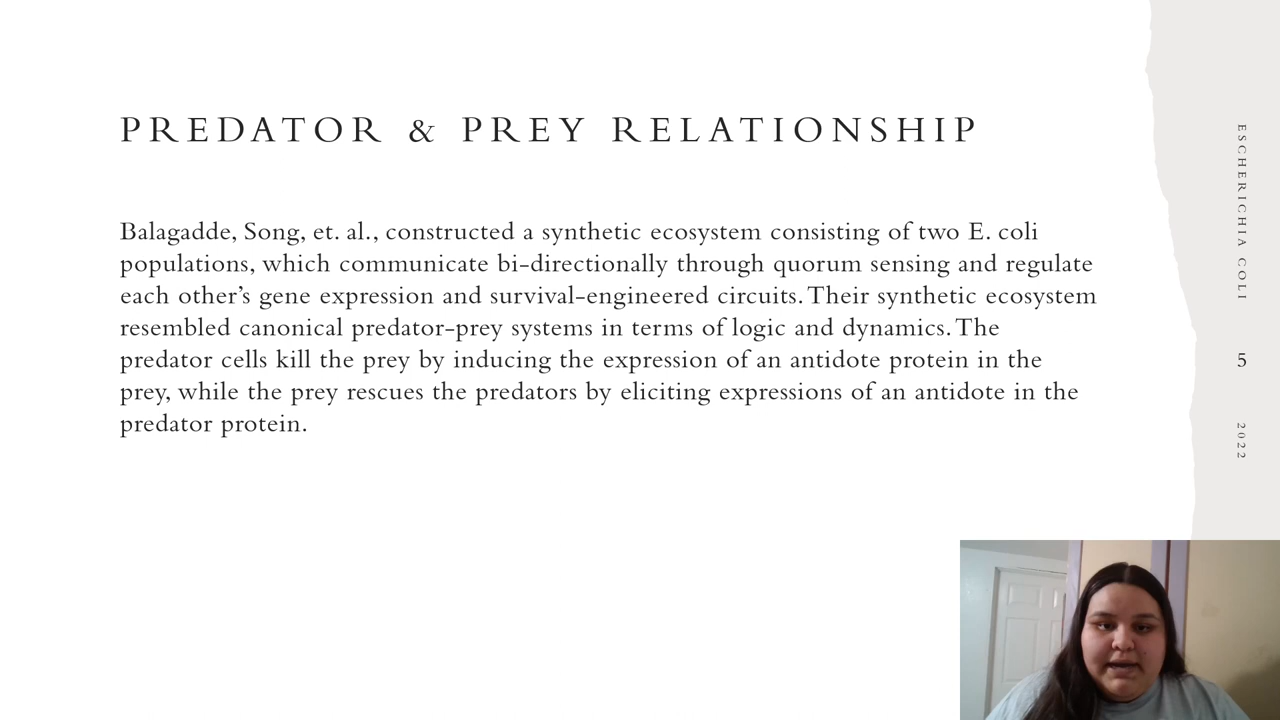 PREDATOR & PREY RELATIONSHIP
Balagadde, Song, et. al., constructed a synthetic ecosystem consisting of two E. coli
populations, which communicate bi-directionally through quorum sensing and regulate
each other’s gene expression and survival-engineered circuits. Their synthetic ecosystem
resembled canonical predator-prey systems in terms of logic and dynamics. The
predator cells kill the prey by inducing the expression of an antidote protein in the
prey, while the prey rescues the predators by eliciting expressions of an antidote in the
predator protein.
ESCHERICHIA COLI
5
2022